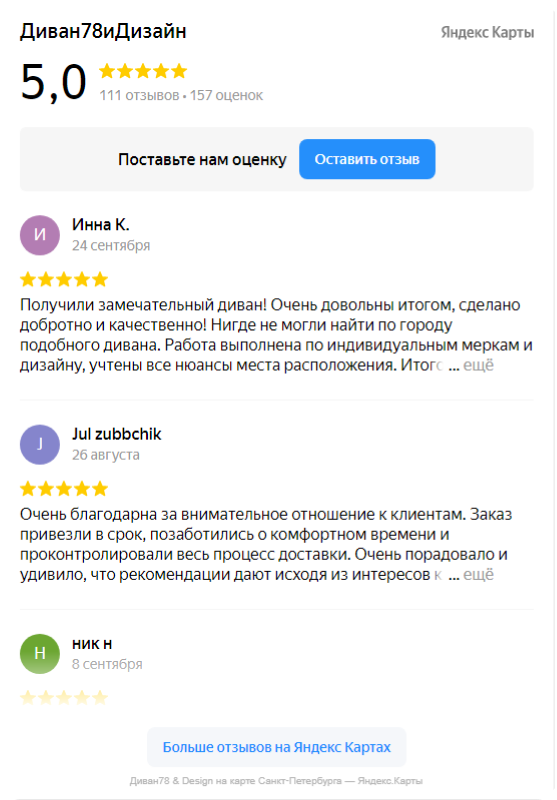 Диван78иДизайн
Яндекс Карты
5,0
111 отзывов • 157 оценок
Поставьте нам оценку
Оставить отзыв
И
Инна К.
24 сентября
Получили замечательный диван! Очень довольны итогом, сделано
добротно и качественно! Нигде не могли найти по городу
подобного дивана. Работа выполнена по индивидуальным меркам и
дизайну, учтены все нюансы места расположения. ... ещё
J
Jul zubbchik
26 августа
Очень благодарна за внимательное отношение к клиентам. Заказ
привезли в срок, позаботились о комфортном времени и
проконтролировали весь процесс доставки. Очень порадовало и
удивило, что рекомендации дают исходя из интересов к ... ещё
Н
ник н
8 сентября
Больше отзывов на Яндекс Картах
Диван78 & Design на карте Санкт-Петербурга — Яндекс.Карты